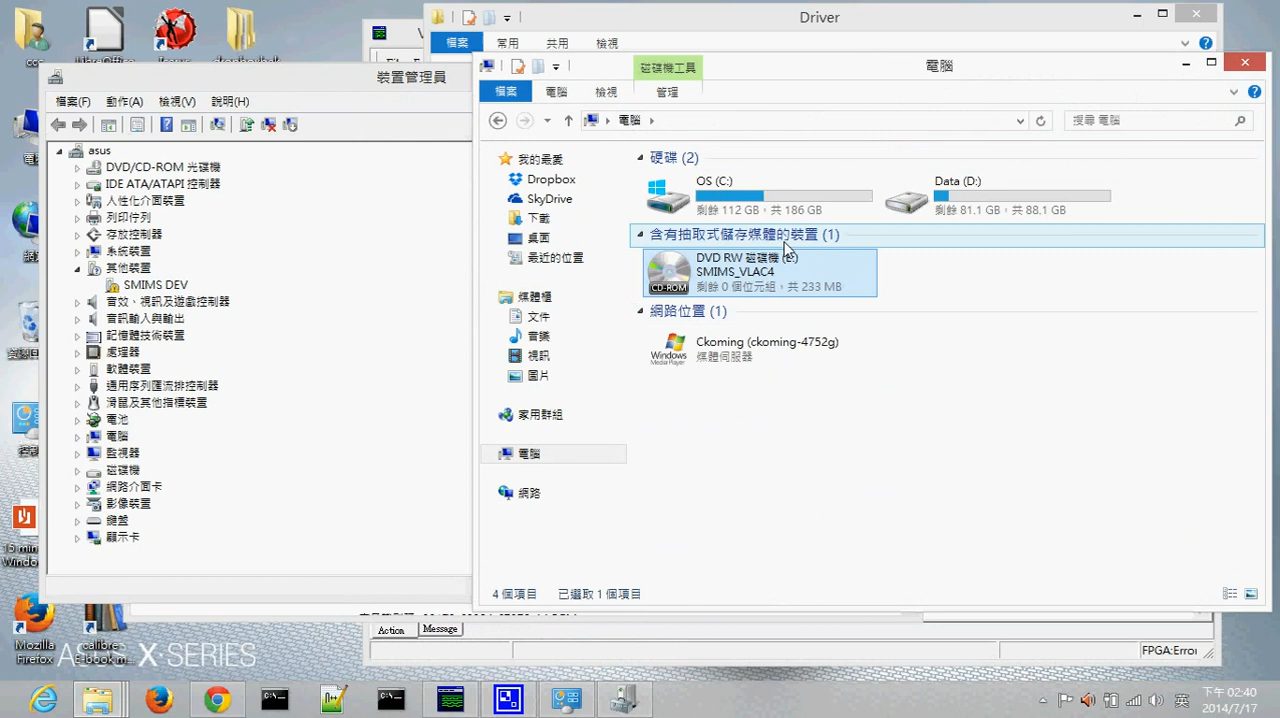 Driver
檔案
常用
共用
檢視
電腦
磁碟機工具
檔案
電腦
檢視
管理
電腦
搜尋 電腦
裝置管理員
檔案(F)
動作(A)
檢視(V)
說明(H)
asus
DVD/CD-ROM 光碟機
IDE ATA/ATAPI 控制器
人性化介面裝置
列印佇列
存放控制器
系統裝置
其他裝置
SMIMS DEV
音效、視訊及遊戲控制器
音訊輸入與輸出
記憶體技術裝置
處理器
軟體裝置
通用序列匯流排控制器
滑鼠及其他指標裝置
電池
電腦
監視器
磁碟機
網路介面卡
影像裝置
鍵盤
顯示卡
我的最愛
Dropbox
SkyDrive
下載
桌面
最近的位置
媒體櫃
文件
音樂
視訊
圖片
家用群組
電腦
網路
硬碟 (2)
OS (C:)
剩餘 112 GB，共 186 GB
Data (D:)
剩餘 81.1 GB，共 88.1 GB
含有抽取式儲存媒體的裝置 (1)
DVD RW 磁碟機
SMIMS_VLAC4
剩餘 0 個位元組，共 233 MB
CD-ROM
網路位置 (1)
Ckoming (ckoming-4752g)
媒體伺服器
Windows
Media Player
4 個項目
已選取 1 個項目
Action
Message
FPGA:Error
Mozilla
Firefox
calibre
E-book m...
ASUS X-SERIES
英
下午 02:40
2014/7/17